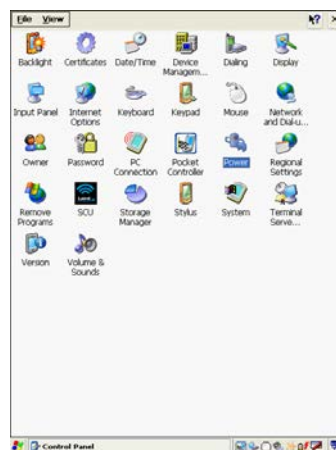 File View
Backlight Certificates Date/Time Device Managem... Dialing Display
Input Panel Internet Options Keyboard Keypad Mouse Network and Dial-u...
Owner Password PC Connection Pocket Controller Power Regional Settings
Remove Programs SCU Storage Manager Stylus System Terminal Serve...
Version Volume & Sounds
Control Panel